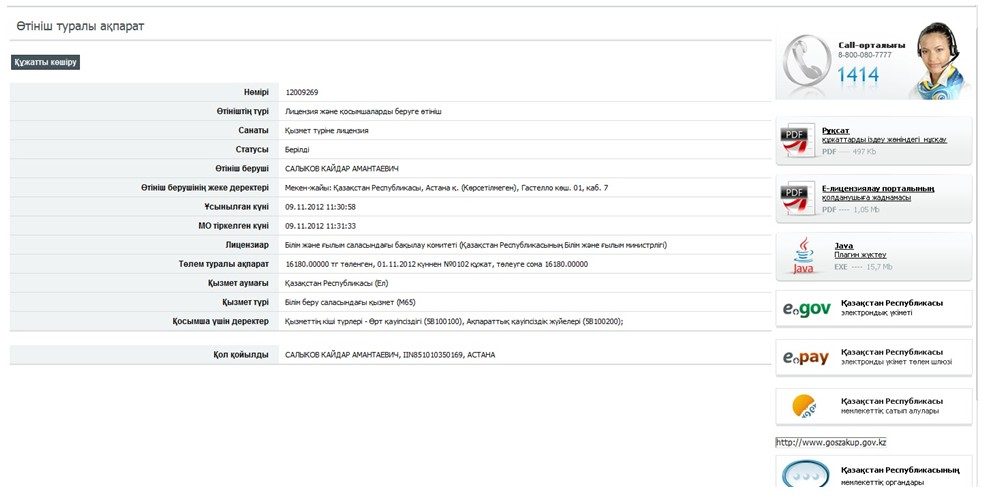 Өтініш туралы ақпарат
Құжатты көшіру
Нөмірі 12009269
Өтініштің түрі Лицензия және қосымшаларды беруге өтініш
Санаты Қызмет түріне лицензия
Статусы Берілді
Өтініш беруші САЛЫКОВ КАЙДАР АМАНТАЕВИЧ
Өтініш берушінің жеке деректері Мекен-жайы: Қазақстан Республикасы, Астана қ. (Көрсетілмеген), Гастелло көш. 01, каб. 7
Ұсынылған күні 09.11.2012 11:30:58
МО тіркелген күні 09.11.2012 11:31:33
Лицензиар Білім және ғылым саласындағы бақылау комитеті (Қазақстан Республикасының Білім және ғылым министрлігі)
Төлем туралы ақпарат 16180.00000 тг төленген, 01.11.2012 күннен №0102 құжат, төлеуге сома 16180.00000
Қызмет аумағы Қазақстан Республикасы (Ел)
Қызмет түрі Білім беру саласындағы қызмет (М65)
Қосымша үшін деректер Қызметтің кіші түрлері - Өрт қауіпсіздігі (5В100100), Ақпараттық қауіпсіздік жүйелері (5В100200);
Қол қойылды САЛЫКОВ КАЙДАР АМАНТАЕВИЧ, IIN851010350169, АСТАНА
Call-орталығы
8-800-080-7777
1414
PDF
Рұқсат
құжаттарды іздеу жөніндегі нұсқау
PDF ---- 497 Kb
PDF
Е-лицензиялау порталының
қолданушыға жаднамасы
PDF ---- 1,05 Mb
Java
Java
Плагин жүктеу
EXE ---- 15,7 Mb
e.gov
Қазақстан Республикасы
электрондық үкіметі
e.pay
Қазақстан Республикасы
электронды үкімет төлем шлюзі
Қазақстан Республикасы
мемлекеттік сатып алулары
http://www.goszakup.gov.kz
Қазақстан Республикасының
мемлекеттік органдары